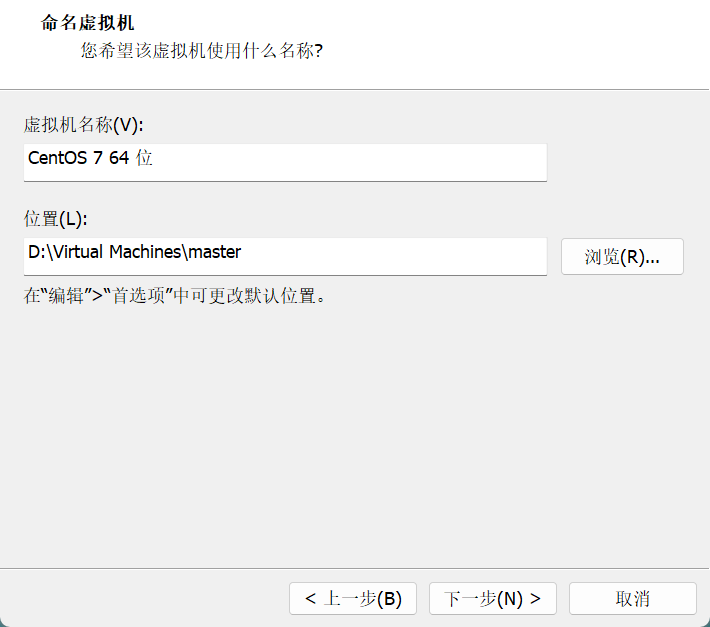 命名虚拟机
您希望该虚拟机使用什么名称?
虚拟机名称(V):
CentOS 7 64 位
位置(L):
D:\Virtual Machines\master
浏览(R)...
在“编辑”>“首选项”中可更改默认位置。
< 上一步(B)
下一步(N) >
取消